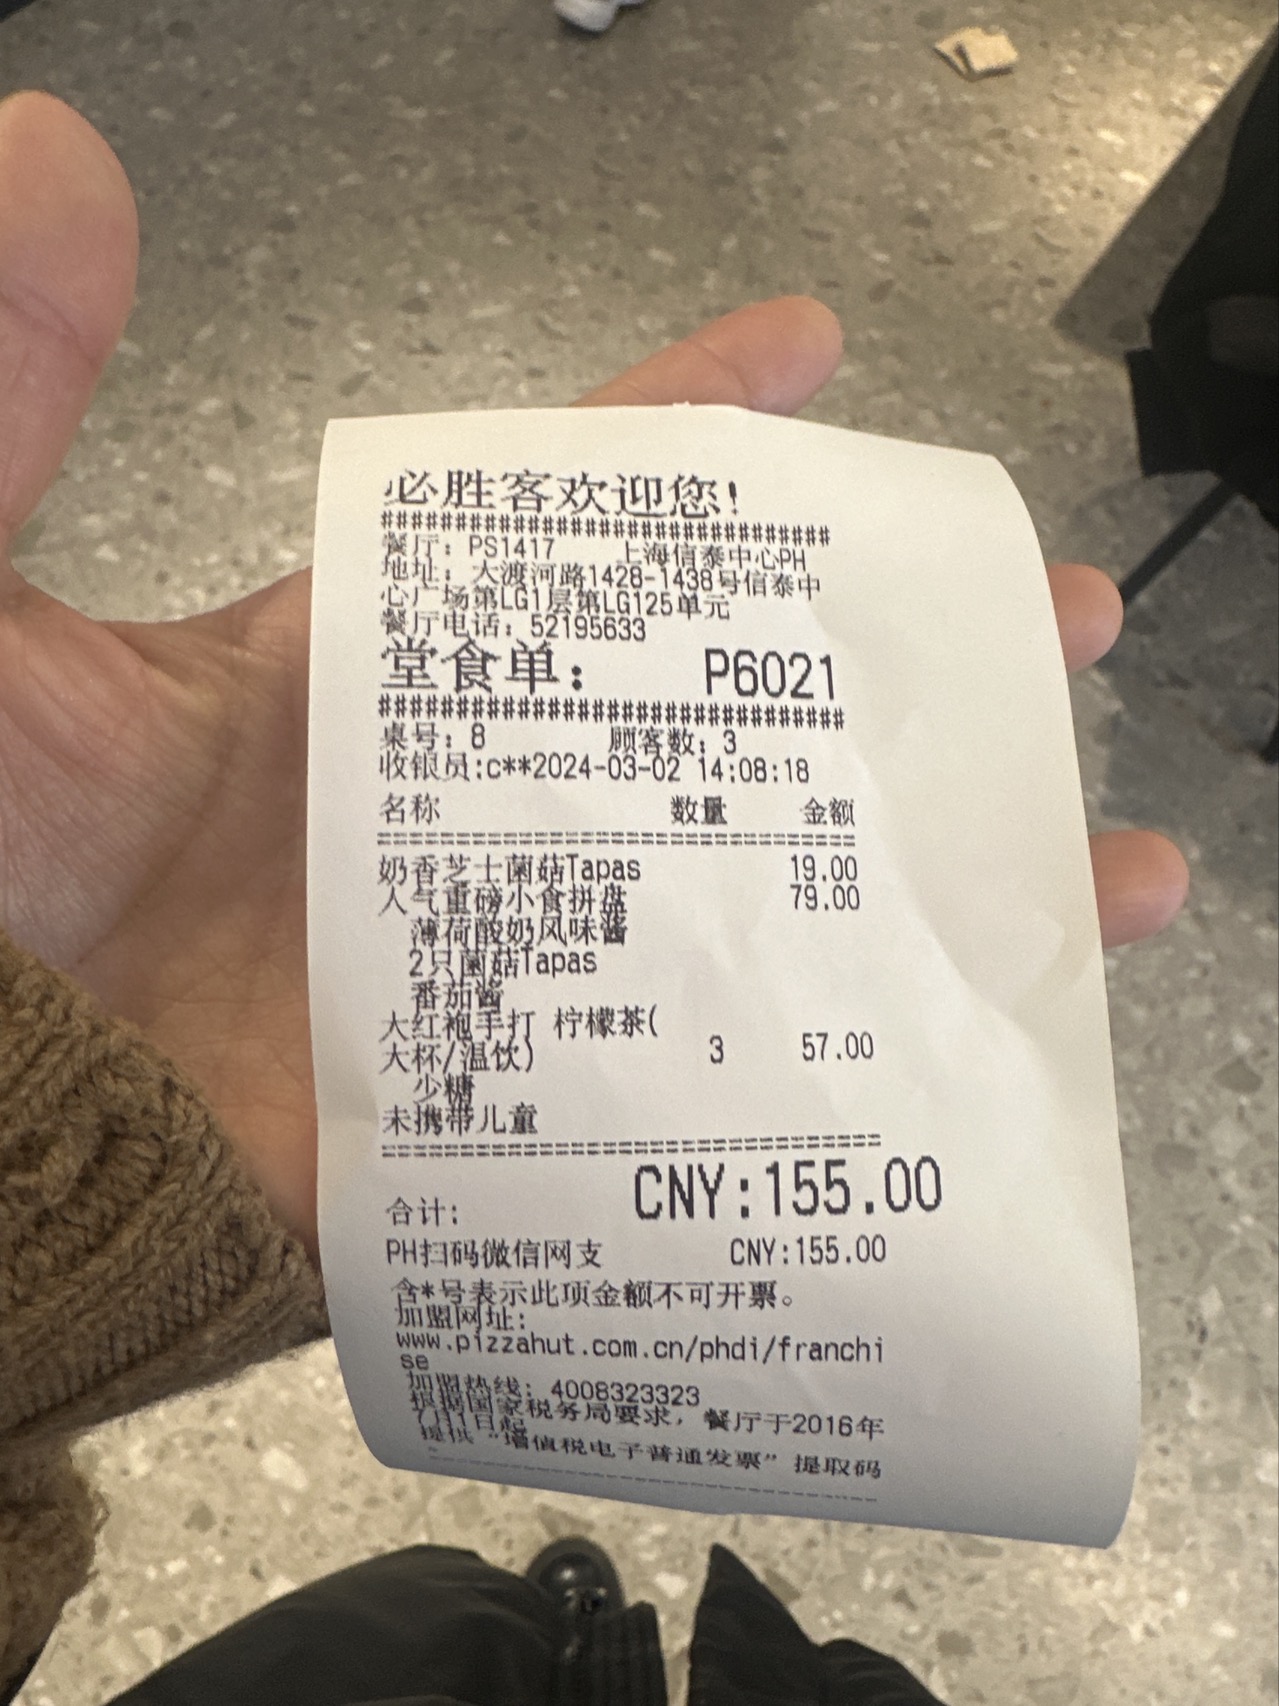 必胜客欢迎您!
##############################
餐厅: PS1417 上海信泰中心PH
地址: 大渡河路1428-1438号信泰中
心广场第LG1层第LG125单元
餐厅电话: 52195633
堂食单: P6021
##############################
桌号: 8 顾客数: 3
收银员:c**2024-03-02 14:08:18
名称 数量 金额
==============================
奶香芝士菌菇Tapas 19.00
人气重磅小食拼盘 79.00
薄荷酸奶风味酱
2只菌菇Tapas
番茄酱
大红袍手打 柠檬茶(
大杯/温饮) 3 57.00
少糖
未携带儿童
==============================
合计: CNY:155.00
PH扫码微信网支 CNY:155.00
含*号表示此项金额不可开票。
加盟网址:
www.pizzahut.com.cn/phdi/franchi
se
加盟热线: 4008323323
根据国家税务局要求, 餐厅于2016年
7月1日起
提供 "增值税电子普通发票" 提取码
------------------------------